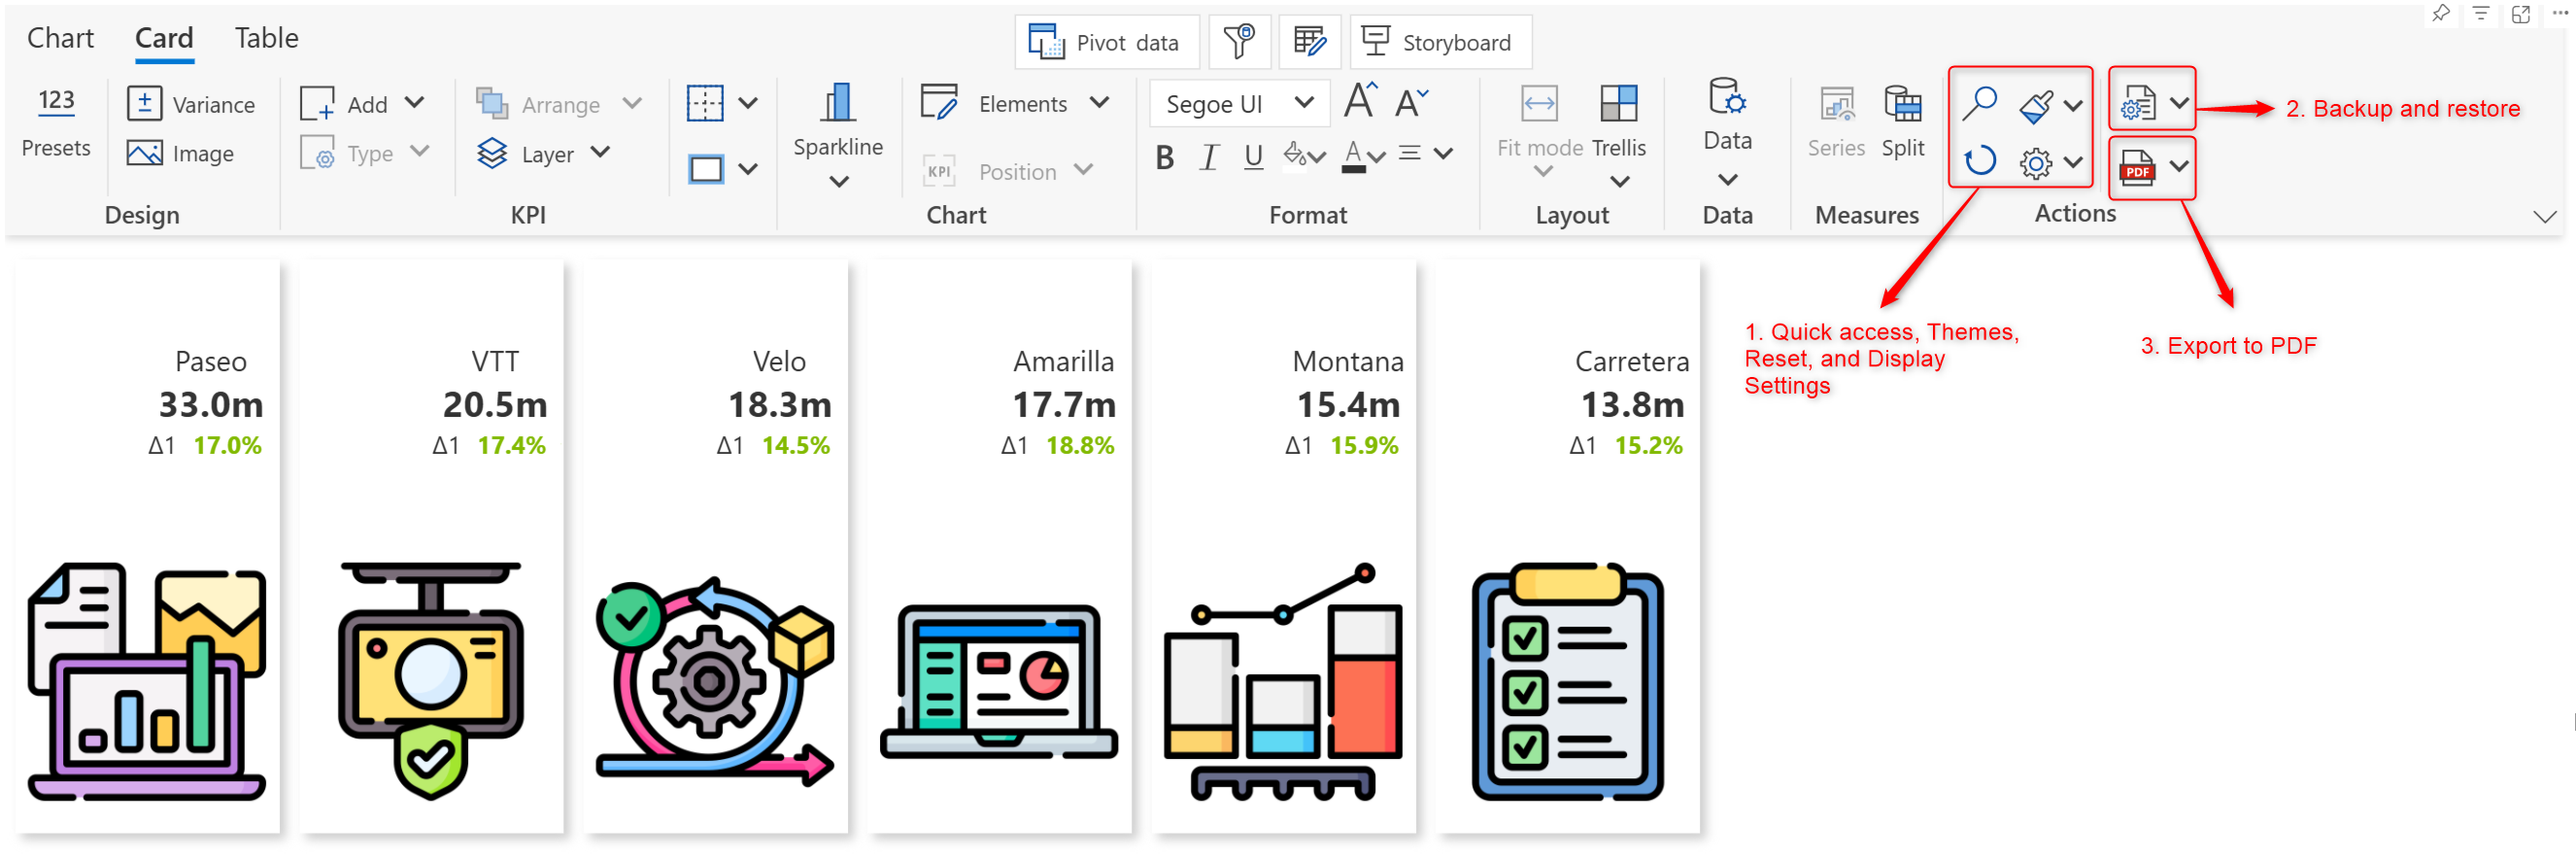 Chart Card Table
Pivot data Storyboard
123
Presets
Variance
Image
Design
Add
Type
KPI
Arrange
Layer
Sparkline
Elements
KPI Position
Chart
Segoe UI A A
B I U A
Format
Fit mode Trellis
Layout
Data
Data
Series Split
Measures
PDF
Actions
2. Backup and restore
1. Quick access, Themes,
Reset, and Display
Settings
3. Export to PDF
Paseo
33.0m
Δ1 17.0%
VTT
20.5m
Δ1 17.4%
Velo
18.3m
Δ1 14.5%
Amarilla
17.7m
Δ1 18.8%
Montana
15.4m
Δ1 15.9%
Carretera
13.8m
Δ1 15.2%